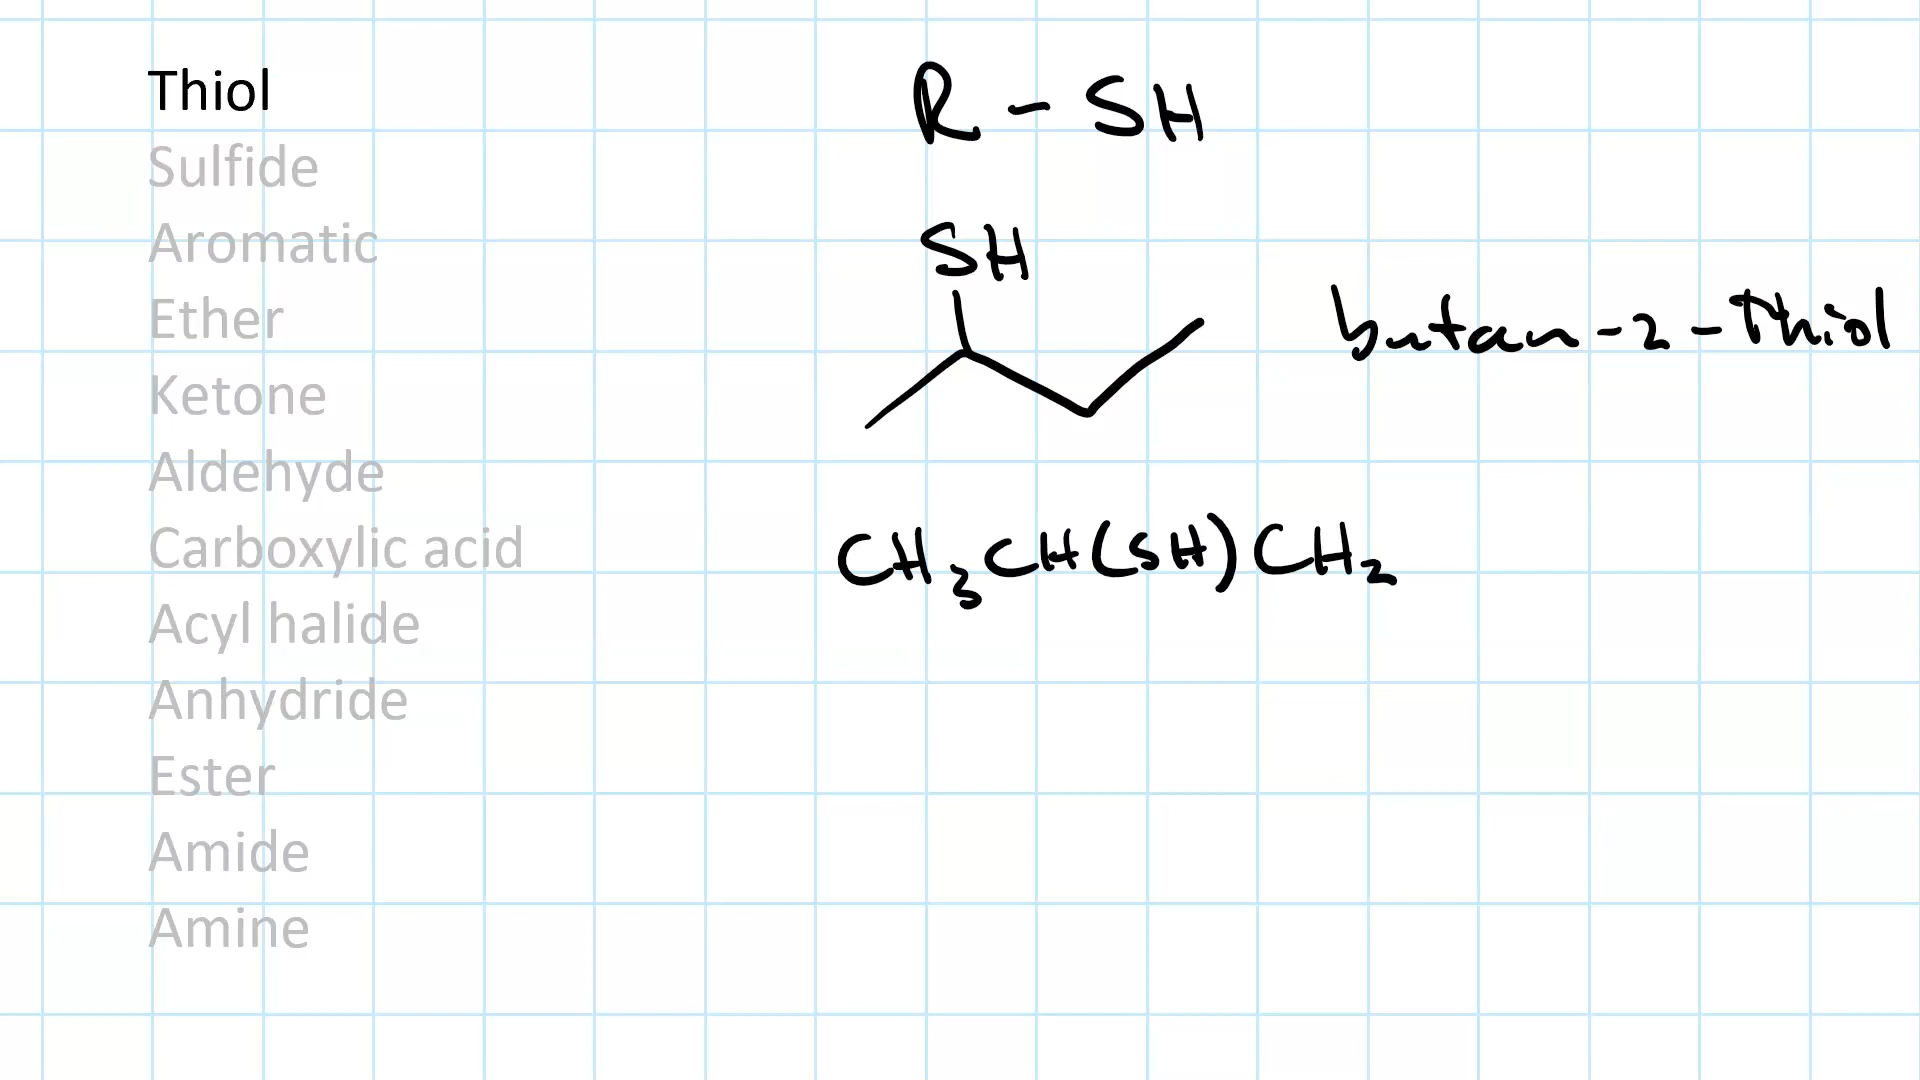 Thiol
Sulfide
Aromatic
Ether
Ketone
Aldehyde
Carboxylic acid
Acyl halide
Anhydride
Ester
Amide
Amine
R - SH
SH
butan-2-Thiol
CH₃CH(SH)CH₂